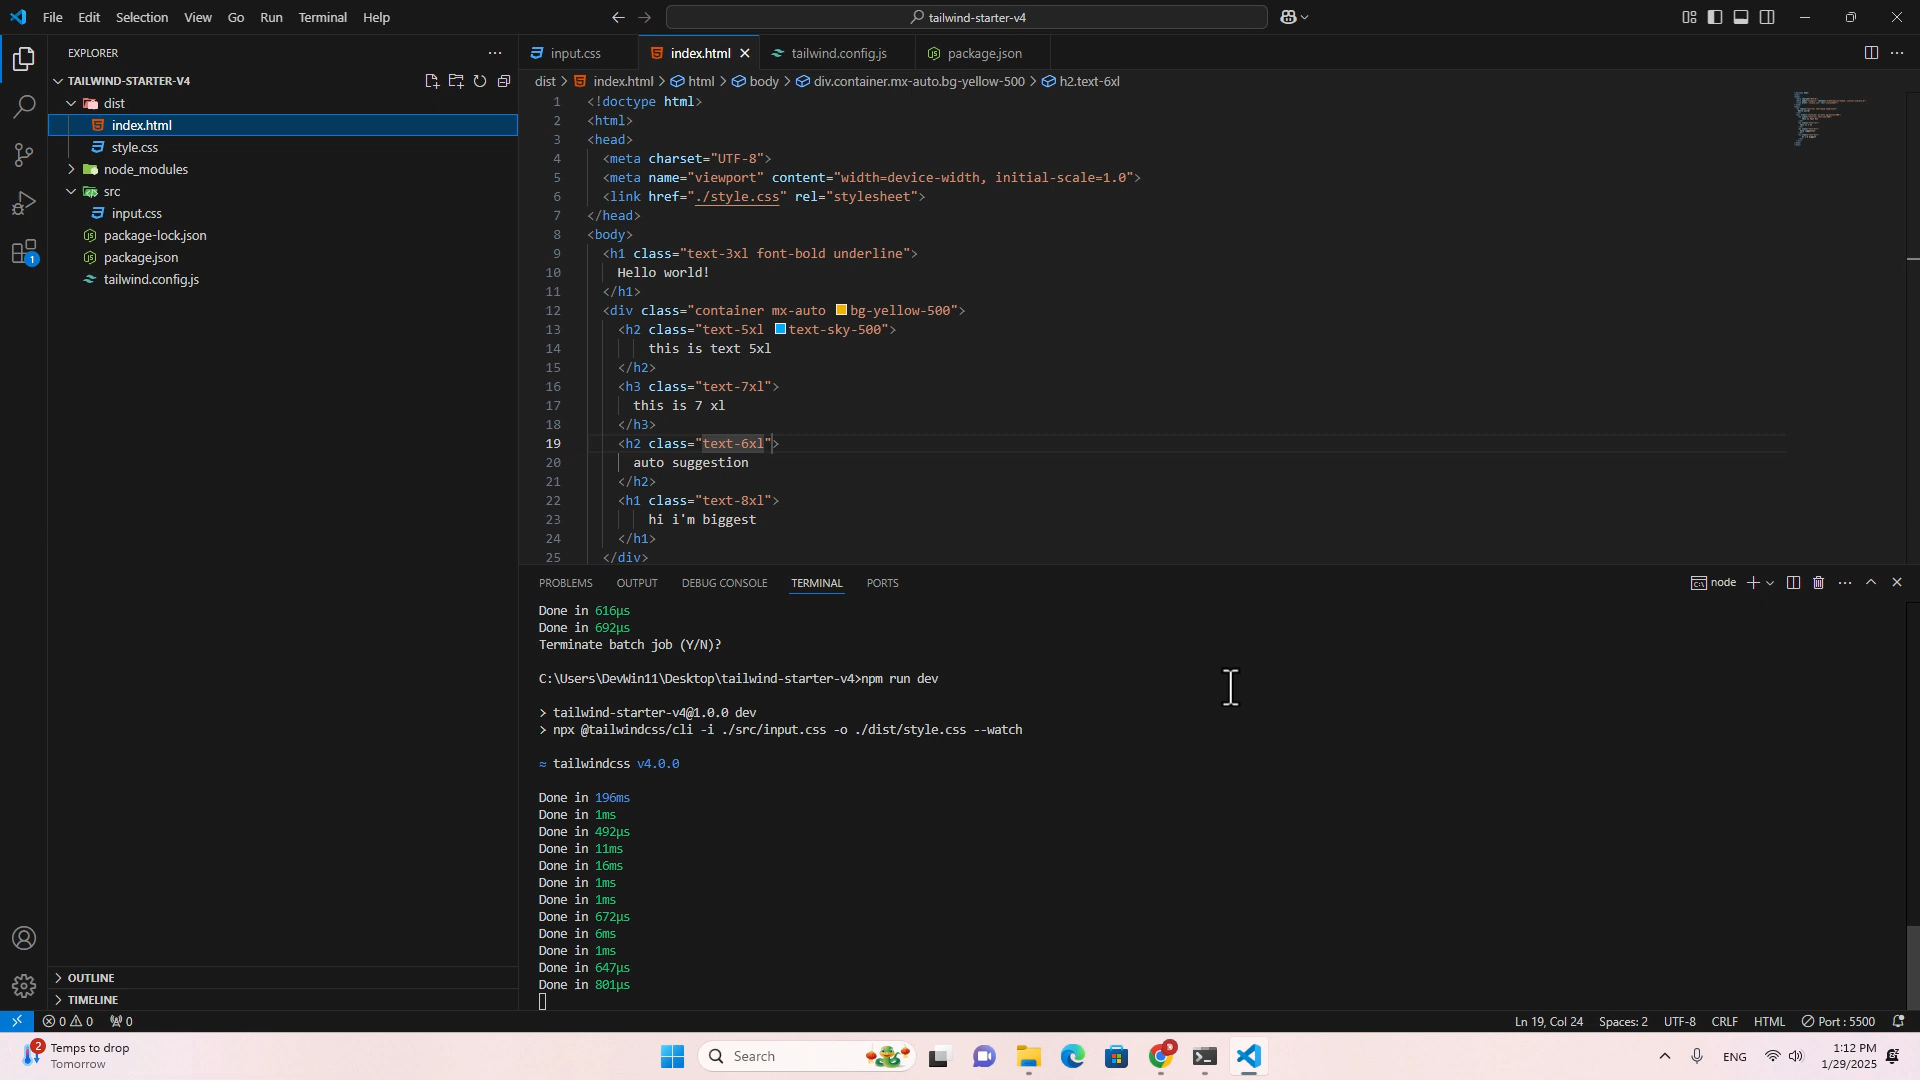 File Edit Selection View Go Run Terminal Help
tailwind-starter-v4
EXPLORER
TAILWIND-STARTER-V4
dist
index.html
style.css
node_modules
src
input.css
package-lock.json
package.json
tailwind.config.js
1
OUTLINE
TIMELINE
input.css index.html tailwind.config.js package.json
dist > index.html > html > body > div.container.mx-auto.bg-yellow-500 > h2.text-6xl
1 <!doctype html>
2 <html>
3 <head>
4 <meta charset="UTF-8">
5 <meta name="viewport" content="width=device-width, initial-scale=1.0">
6 <link href="./style.css" rel="stylesheet">
7 </head>
8 <body>
9 <h1 class="text-3xl font-bold underline">
10 Hello world!
11 </h1>
12 <div class="container mx-auto bg-yellow-500">
13 <h2 class="text-5xl text-sky-500">
14 this is text 5xl
15 </h2>
16 <h3 class="text-7xl">
17 this is 7 xl
18 </h3>
19 <h2 class="text-6xl">
20 auto suggestion
21 </h2>
22 <h1 class="text-8xl">
23 hi i'm biggest
24 </h1>
25 </div>
PROBLEMS OUTPUT DEBUG CONSOLE TERMINAL PORTS
node
Done in 616µs
Done in 692µs
Terminate batch job (Y/N)?
C:\Users\DevWin11\Desktop\tailwind-starter-v4>npm run dev
> tailwind-starter-v4@1.0.0 dev
> npx @tailwindcss/cli -i ./src/input.css -o ./dist/style.css --watch
≈ tailwindcss v4.0.0
Done in 196ms
Done in 1ms
Done in 492µs
Done in 11ms
Done in 16ms
Done in 1ms
Done in 1ms
Done in 672µs
Done in 6ms
Done in 1ms
Done in 647µs
Done in 801µs
0 0 0
Ln 19, Col 24 Spaces: 2 UTF-8 CRLF HTML Port : 5500
2
Temps to drop
Tomorrow
Search
ENG
1:12 PM
1/29/2025